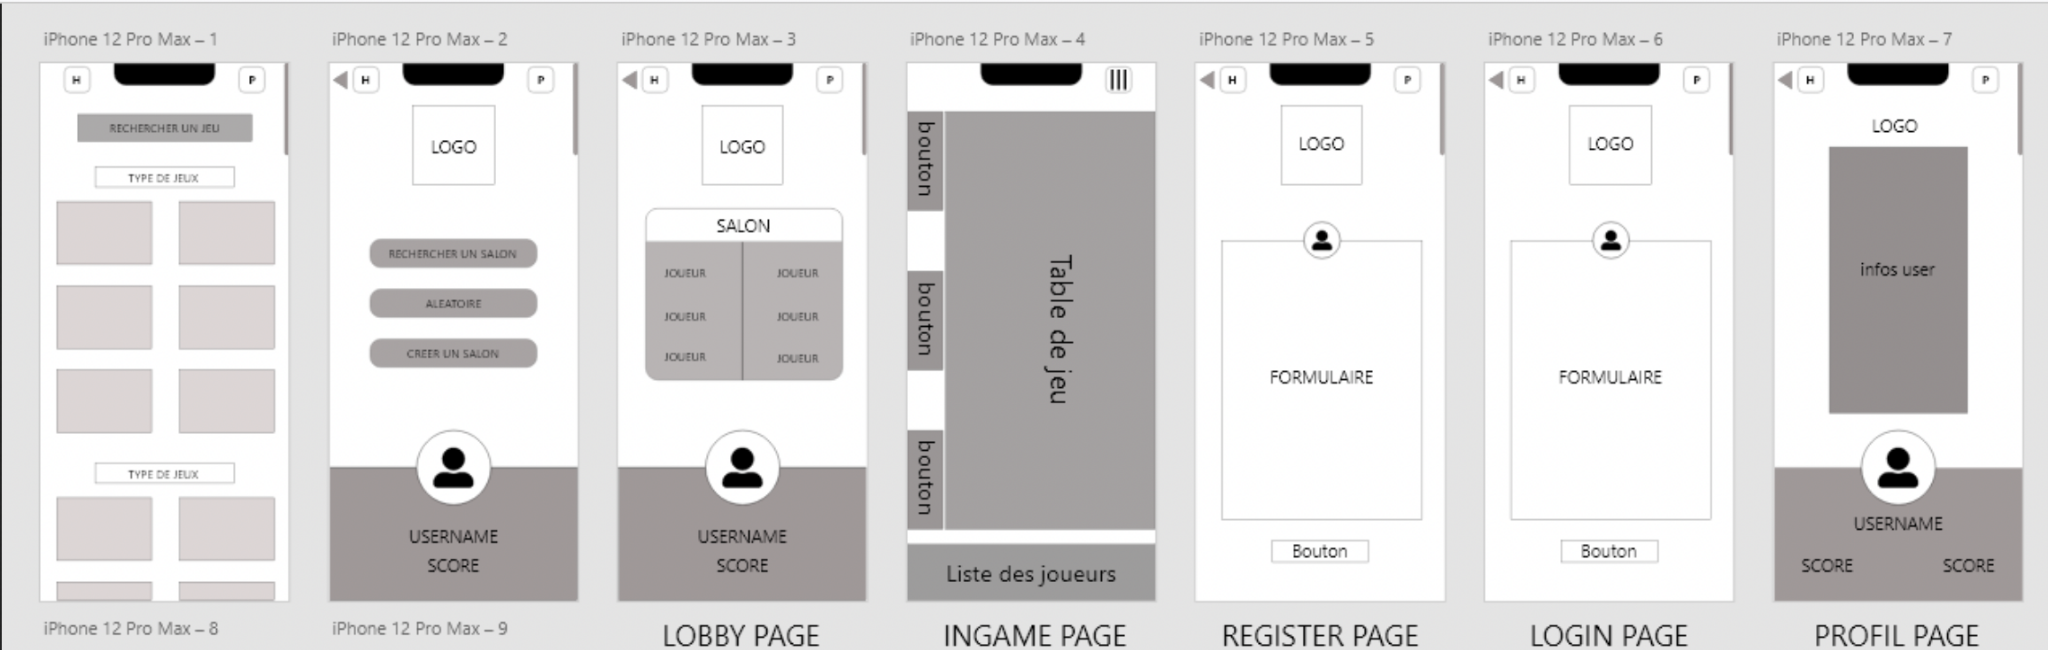 iPhone 12 Pro Max – 1
H
P
RECHERCHER UN JEU
TYPE DE JEUX
TYPE DE JEUX
iPhone 12 Pro Max – 2
H
P
LOGO
RECHERCHER UN SALON
ALEATOIRE
CREER UN SALON
USERNAME
SCORE
iPhone 12 Pro Max – 3
H
P
LOGO
SALON
JOUEUR JOUEUR
JOUEUR JOUEUR
JOUEUR JOUEUR
USERNAME
SCORE
LOBBY PAGE
iPhone 12 Pro Max – 4
bouton
bouton
bouton
Table de jeu
Liste des joueurs
INGAME PAGE
iPhone 12 Pro Max – 5
H
P
LOGO
FORMULAIRE
Bouton
REGISTER PAGE
iPhone 12 Pro Max – 6
H
P
LOGO
FORMULAIRE
Bouton
LOGIN PAGE
iPhone 12 Pro Max – 7
H
P
LOGO
infos user
USERNAME
SCORE SCORE
PROFIL PAGE
iPhone 12 Pro Max – 8
iPhone 12 Pro Max – 9